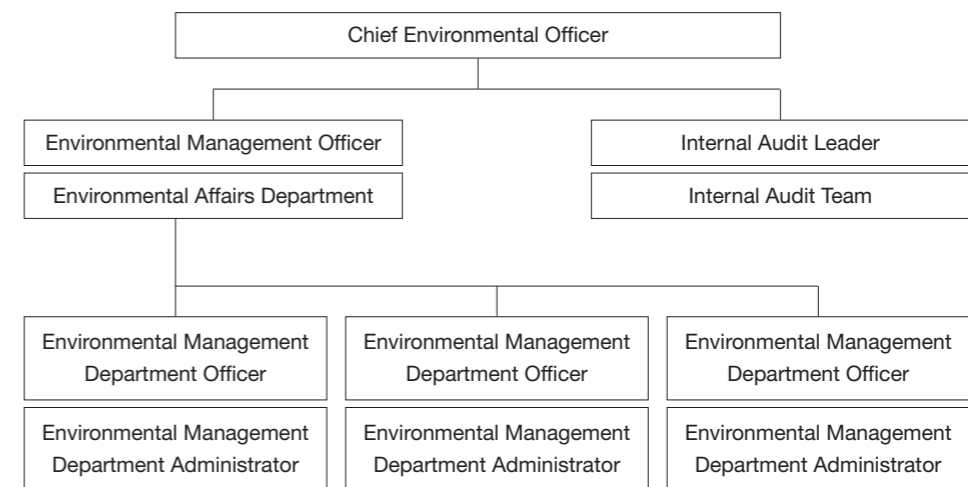 Chief Environmental Officer
Environmental Management Officer
Internal Audit Leader
Environmental Affairs Department
Internal Audit Team
Environmental Management
Department Officer
Environmental Management
Department Officer
Environmental Management
Department Officer
Environmental Management
Department Administrator
Environmental Management
Department Administrator
Environmental Management
Department Administrator